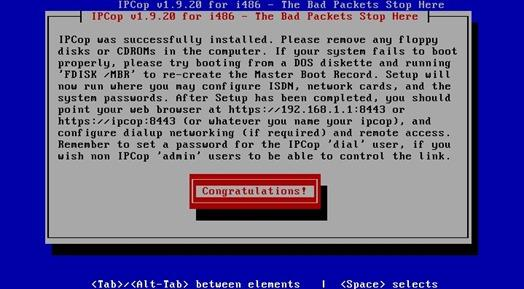 IPCop v1.9.20 for i486 - The Bad Packets Stop Here
IPCop v1.9.20 for i486 - The Bad Packets Stop Here
IPCop was successfully installed. Please remove any floppy
disks or CDROMs in the computer. If your system fails to boot
properly, please try booting from a DOS diskette and running
'FDISK /MBR' to re-create the Master Boot Record. Setup will
now run where you may configure ISDN, network cards, and the
system passwords. After Setup has been completed, you should
point your web browser at https://192.168.1.1:8443 or
https://ipcop:8443 (or whatever you name your ipcop), and
configure dialup networking (if required) and remote access.
Remember to set a password for the IPCop 'dial' user, if you
wish non IPCop 'admin' users to be able to control the link.
Congratulations!
<Tab>/<Alt-Tab> between elements | <Space> selects